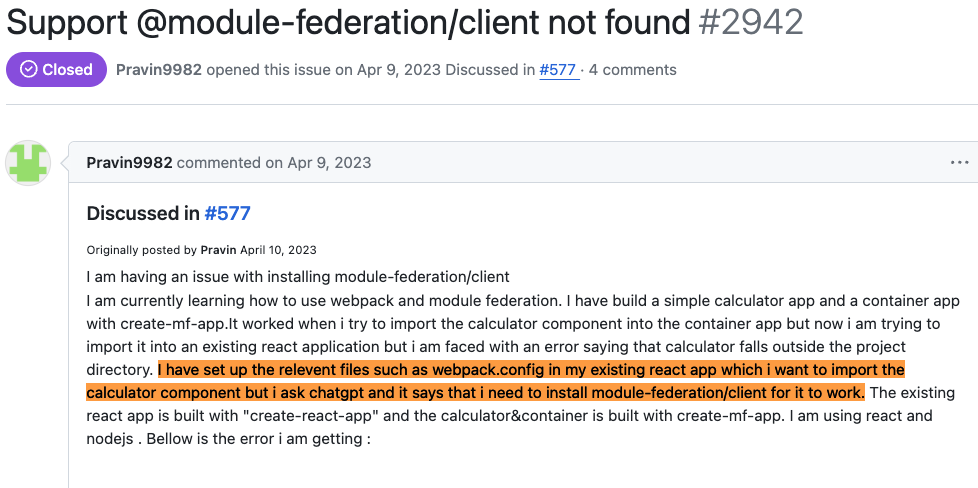 Support @module-federation/client not found #2942
Closed Pravin9982 opened this issue on Apr 9, 2023 Discussed in #577 · 4 comments
Pravin9982 commented on Apr 9, 2023
Discussed in #577
Originally posted by Pravin April 10, 2023
I am having an issue with installing module-federation/client
I am currently learning how to use webpack and module federation. I have build a simple calculator app and a container app
with create-mf-app.It worked when i try to import the calculator component into the container app but now i am trying to
import it into an existing react application but i am faced with an error saying that calculator falls outside the project
directory. I have set up the relevent files such as webpack.config in my existing react app which i want to import the
calculator component but i ask chatgpt and it says that i need to install module-federation/client for it to work. The existing
react app is built with "create-react-app" and the calculator&container is built with create-mf-app. I am using react and
nodejs . Bellow is the error i am getting :